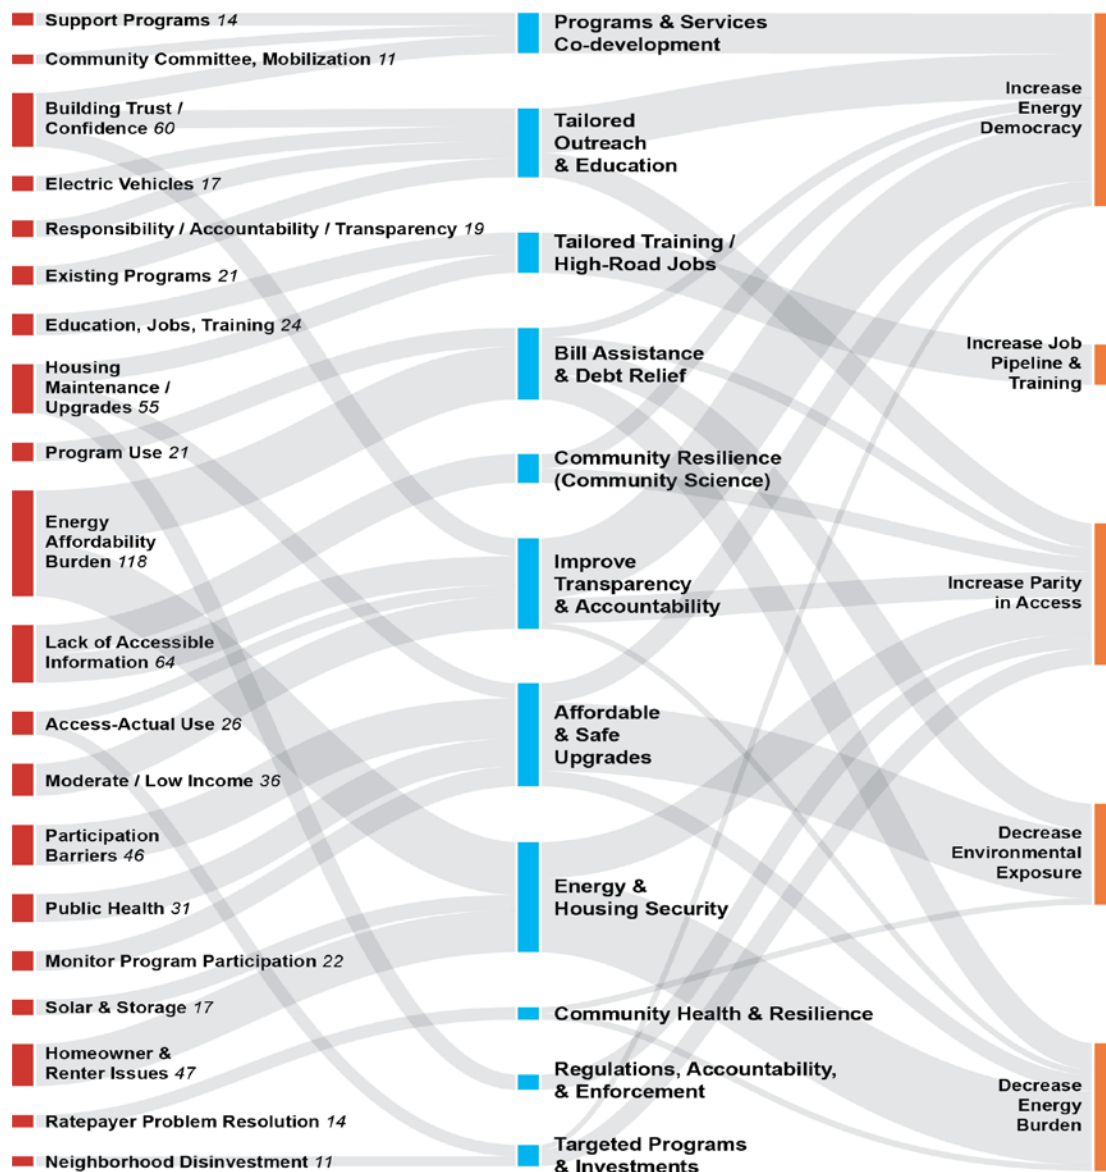 Support Programs 14
Community Committee, Mobilization 11
Building Trust /
Confidence 60
Electric Vehicles 17
Responsibility / Accountability / Transparency 19
Existing Programs 21
Education, Jobs, Training 24
Housing
Maintenance /
Upgrades 55
Program Use 21
Energy
Affordability
Burden 118
Lack of Accessible
Information 64
Access-Actual Use 26
Moderate / Low Income 36
Participation
Barriers 46
Public Health 31
Monitor Program Participation 22
Solar & Storage 17
Homeowner &
Renter Issues 47
Ratepayer Problem Resolution 14
Neighborhood Disinvestment 11
Programs & Services
Co-development
Tailored
Outreach
& Education
Tailored Training /
High-Road Jobs
Bill Assistance
& Debt Relief
Community Resilience
(Community Science)
Improve
Transparency
& Accountability
Affordable
& Safe
Upgrades
Energy &
Housing Security
Community Health & Resilience
Regulations, Accountability,
& Enforcement
Targeted Programs
& Investments
Increase
Energy
Democracy
Increase Job
Pipeline &
Training
Increase Parity
in Access
Decrease
Environmental
Exposure
Decrease
Energy
Burden